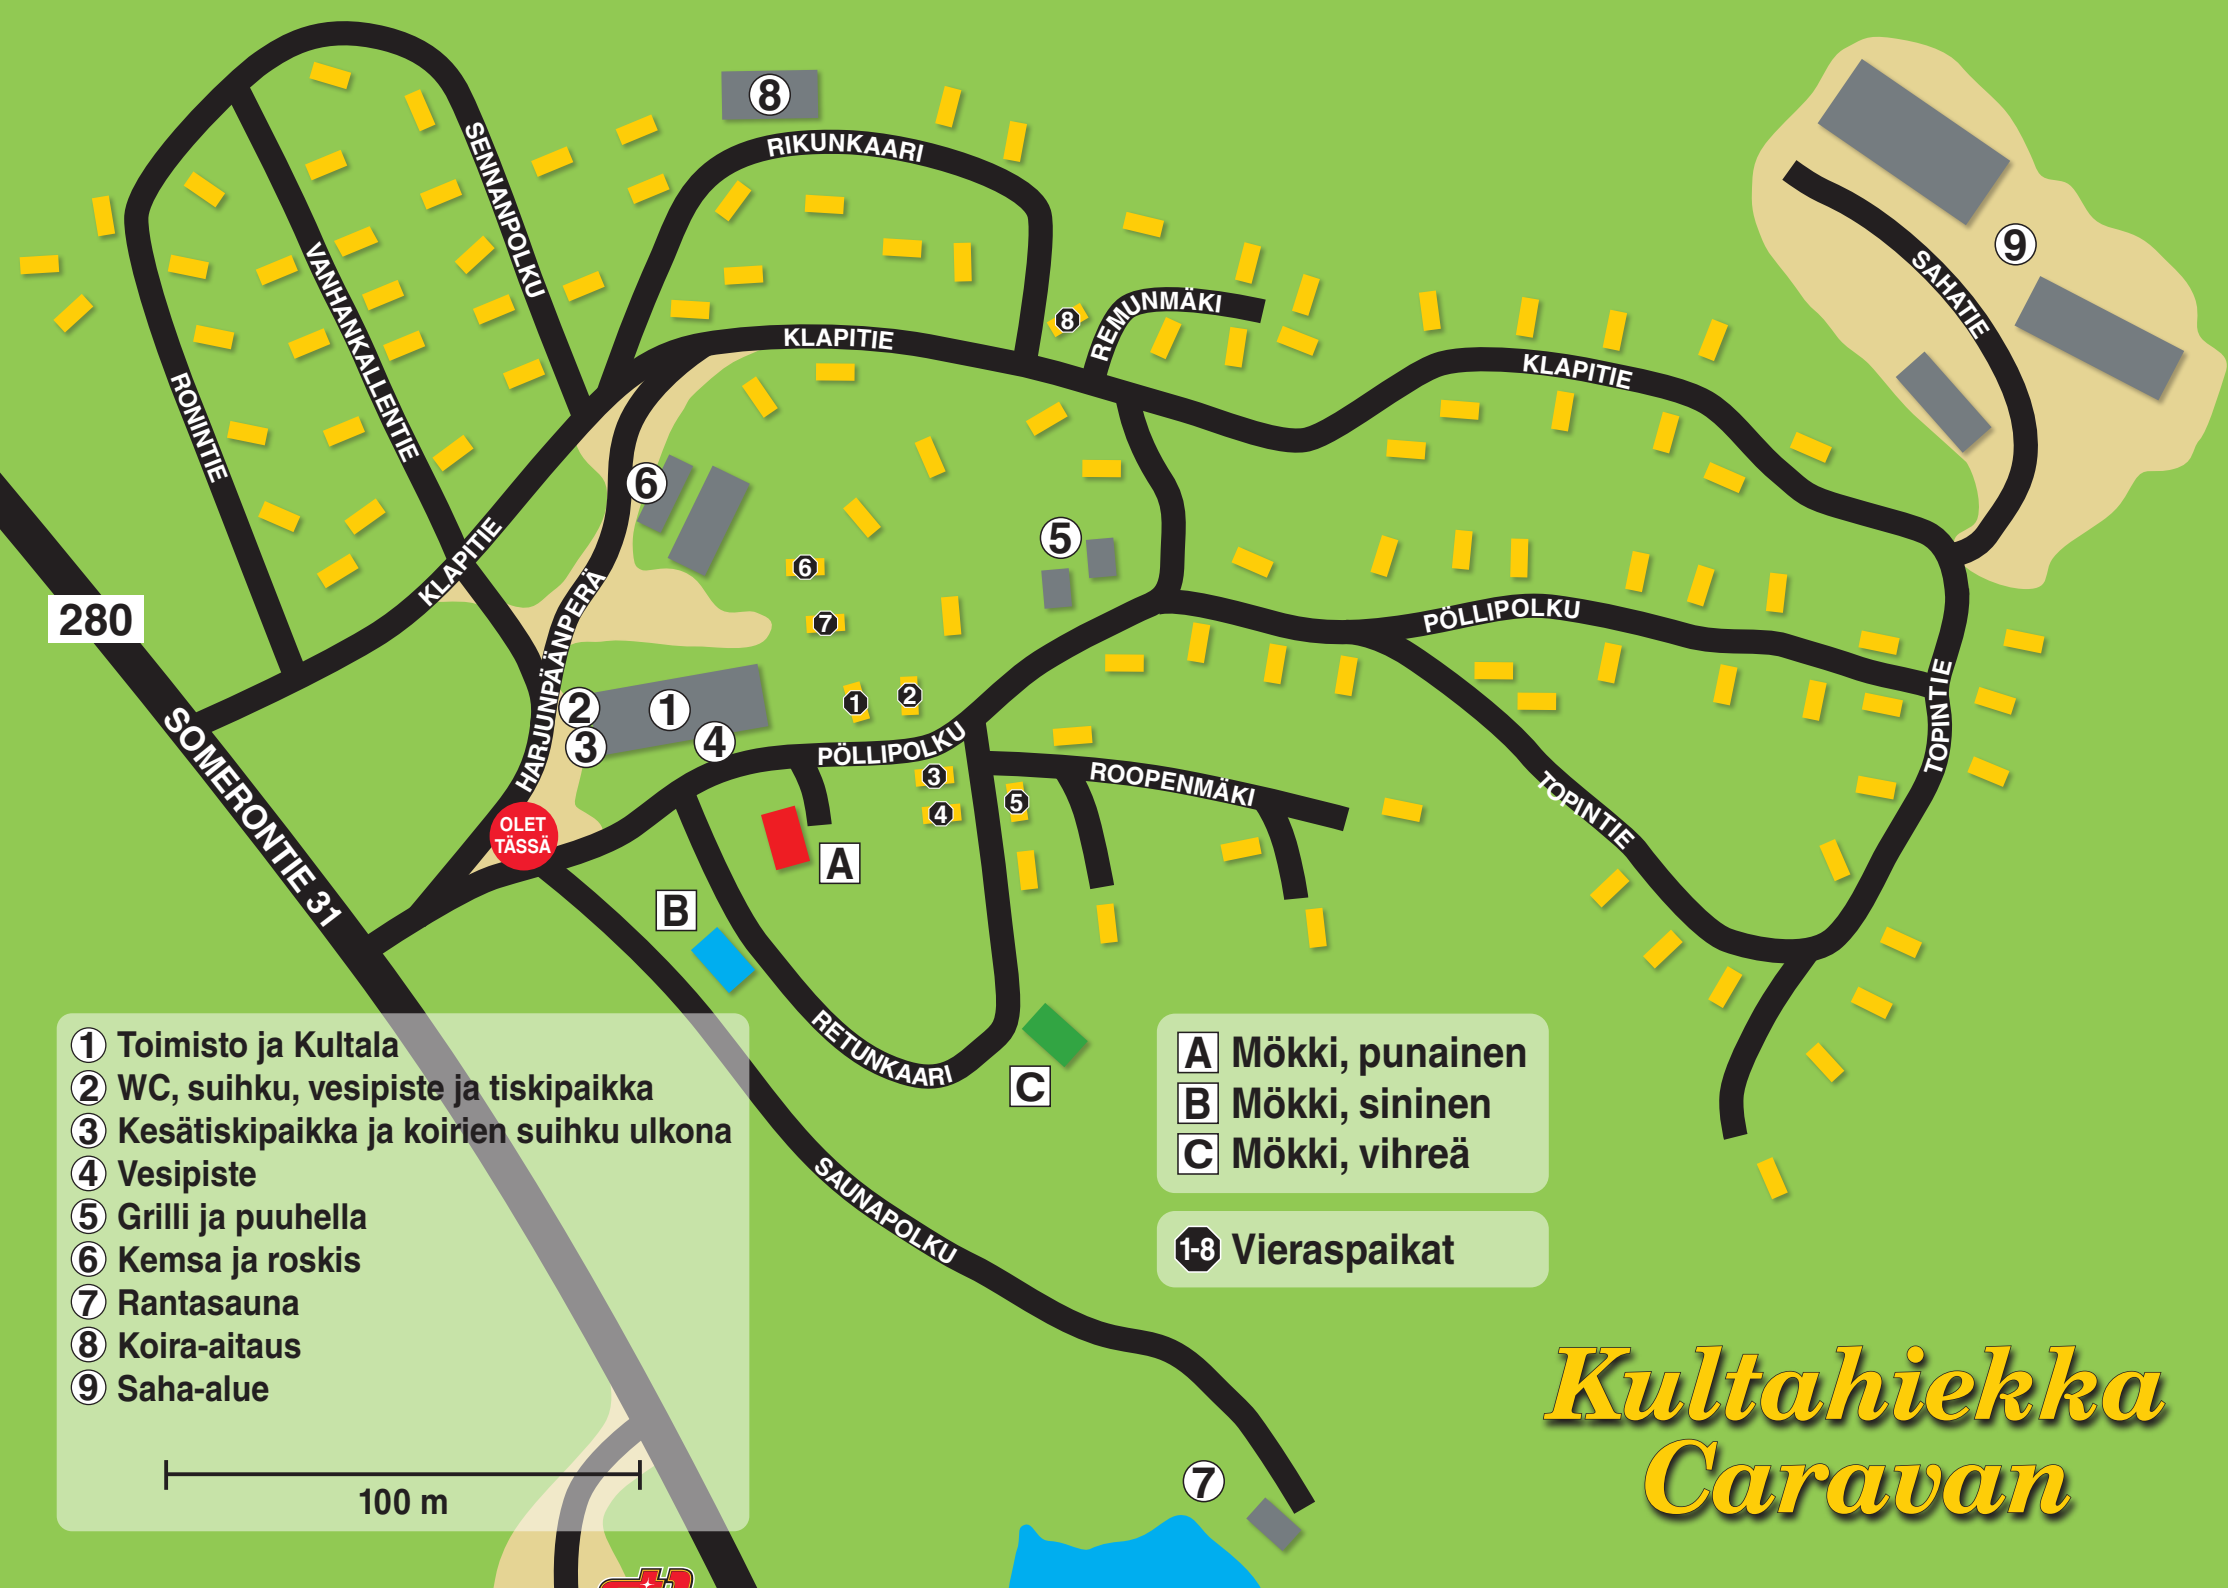 8
RIKUNKAARI
SENNANPOLKU
VANHANKALLENTIE
RONINTIE
KLAPITIE
8
REMUNMÄKI
KLAPITIE
SAHATIE
9
6
5
6
7
KLAPITIE
280
HARJUNPÄÄNPERÄ
PÖLLIPOLKU
TOPINTIE
2
1
3
4
1
2
PÖLLIPOLKU
3
4
5
ROOPENMÄKI
TOPINTIE
SOMERONTIE 31
OLET
TÄSSÄ
A
B
RETUNKAARI
C
SAUNAPOLKU
7
1 Toimisto ja Kultala
2 WC, suihku, vesipiste ja tiskipaikka
3 Kesätiskipaikka ja koirien suihku ulkona
4 Vesipiste
5 Grilli ja puuhella
6 Kemsa ja roskis
7 Rantasauna
8 Koira-aitaus
9 Saha-alue
100 m
A Mökki, punainen
B Mökki, sininen
C Mökki, vihreä
1-8 Vieraspaikat
Kultahiekka
Caravan